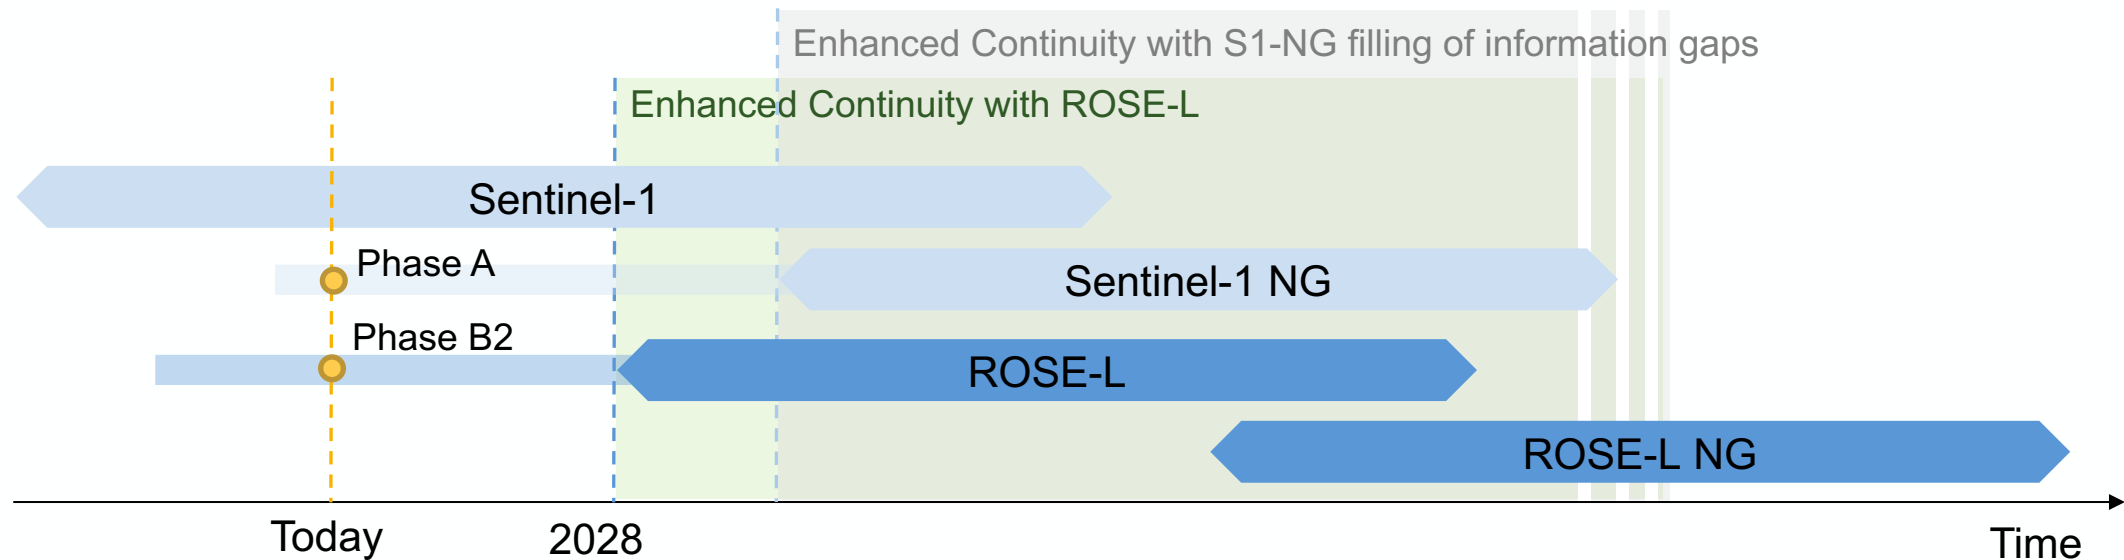 Enhanced Continuity with S1-NG filling of information gaps
Enhanced Continuity with ROSE-L
Sentinel-1
Phase A
Sentinel-1 NG
Phase B2
ROSE-L
ROSE-L NG
Today
2028
Time